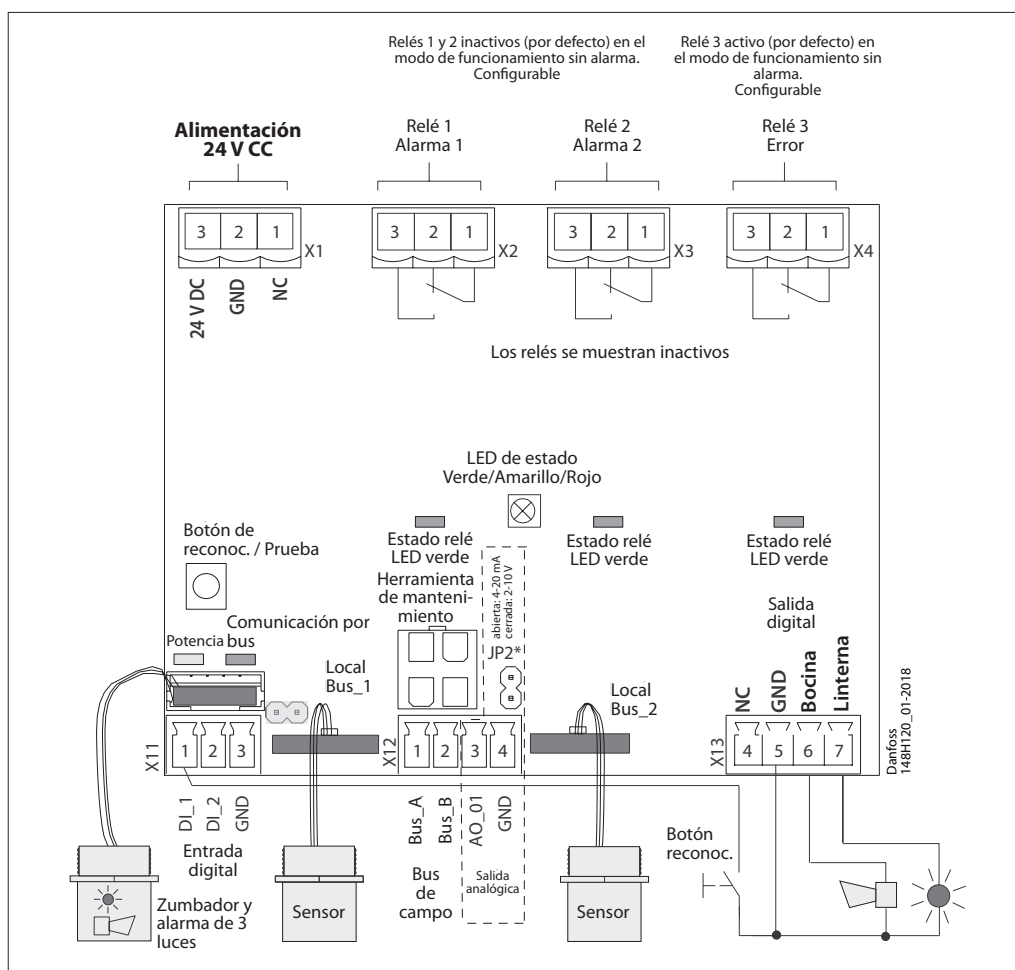 Relés 1 y 2 inactivos (por defecto) en el
modo de funcionamiento sin alarma.
Configurable
Relé 3 activo (por defecto) en
el modo de funcionamiento sin
alarma.
Configurable
Alimentación
24 V CC
Relé 1
Alarma 1
Relé 2
Alarma 2
Relé 3
Error
3 2 1
X1
3 2 1
X2
3 2 1
X3
3 2 1
X4
24 V DC
GND
NC
Los relés se muestran inactivos
LED de estado
Verde/Amarillo/Rojo
Botón de
reconoc. / Prueba
Estado relé
LED verde
Estado relé
LED verde
Estado relé
LED verde
Herramienta
de manteni-
miento
abierta: 4-20 mA
cerrada: 2-10 V
JP2*
Salida
digital
Potencia
Comunicación por
bus
Local
Bus_1
Local
Bus_2
NC
GND
Bocina
Linterna
Danfoss
148H120_01-2018
X11
1 2 3
X12
1 2 3 4
X13
4 5 6 7
DI_1
DI_2
GND
Bus_A
Bus_B
AO_01
GND
Entrada
digital
Bus
de
campo
Salida
analógica
Botón
reconoc.
Zumbador y
alarma de 3
luces
Sensor
Sensor